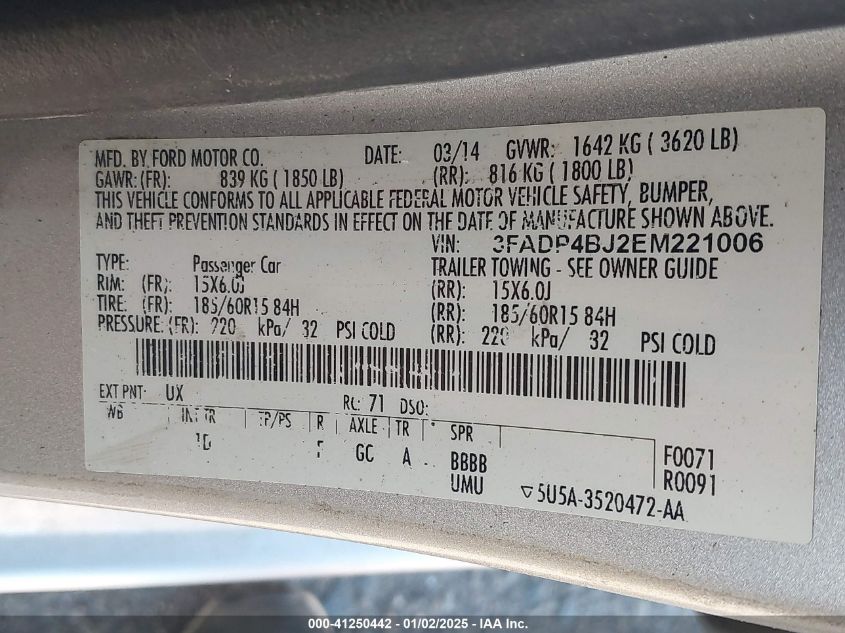 MFD. BY FORD MOTOR CO. DATE: 03/14 GVWR: 1642 KG ( 3620 LB)
GAWR: (FR): 839 KG ( 1850 LB) (RR): 816 KG ( 1800 LB)
THIS VEHICLE CONFORMS TO ALL APPLICABLE FEDERAL MOTOR VEHICLE SAFETY, BUMPER,
AND THEFT PREVENTION STANDARDS IN EFFECT ON THE DATE OF MANUFACTURE SHOWN ABOVE.
VIN: 3FADP4BJ2EM221006
TYPE: Passenger Car TRAILER TOWING - SEE OWNER GUIDE
RIM: (FR): 15X6.0J (RR): 15X6.0J
TIRE: (FR): 185/60R15 84H (RR): 185/60R15 84H
PRESSURE: (FR): 220 kPa/ 32 PSI COLD (RR): 220 kPa/ 32 PSI COLD
EXT PNT: UX RC: 71 DSO:
WB INT TR TP/PS R AXLE TR SPR
GC A BBBB F0071
UMU R0091
5U5A-3520472-AA
000-41250442 - 01/02/2025 - IAA Inc.